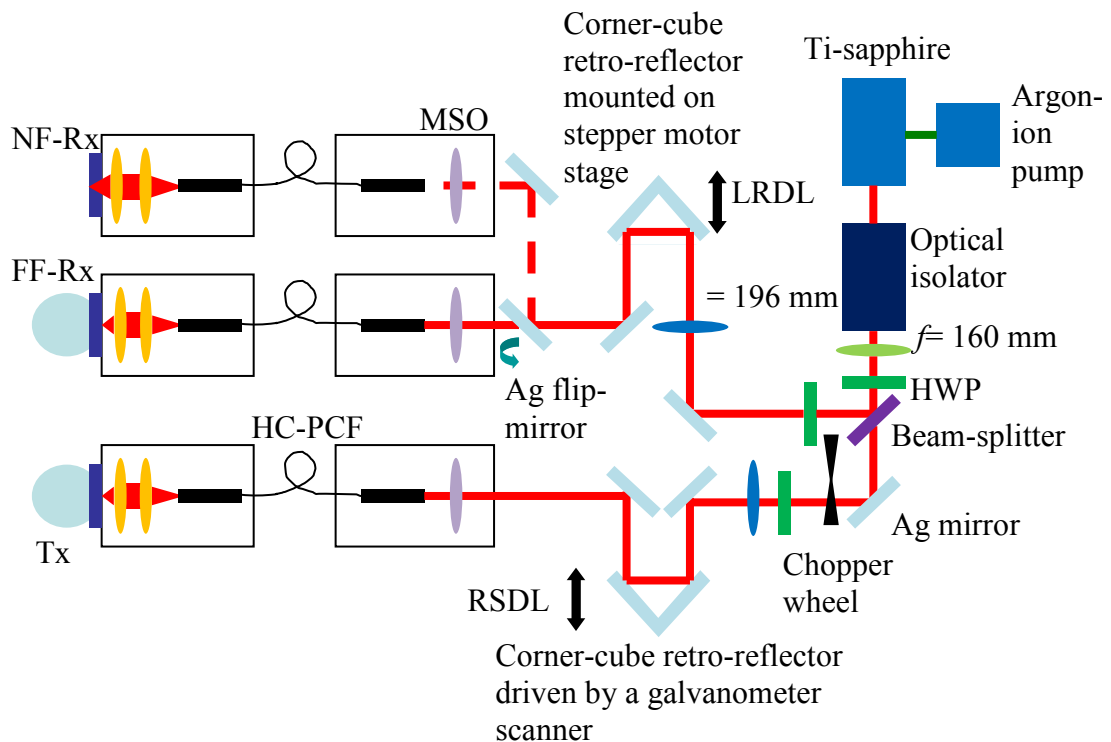 Corner-cube
retro-reflector
mounted on
stepper motor
stage
Ti-sapphire
Argon-
ion
pump
NF-Rx
MSO
LRDL
Optical
isolator
FF-Rx
= 196 mm
f= 160 mm
HWP
Ag flip-
mirror
Beam-splitter
HC-PCF
Ag mirror
Tx
Chopper
wheel
RSDL
Corner-cube retro-reflector
driven by a galvanometer
scanner